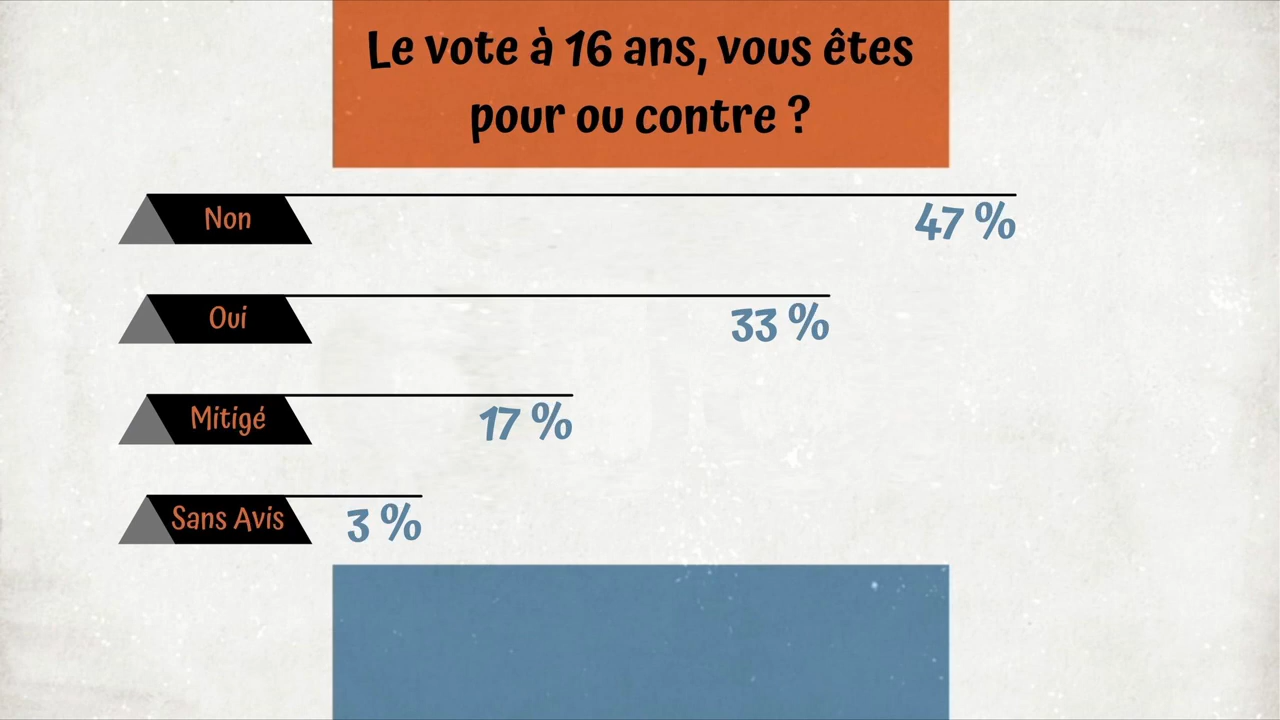 Le vote à 16 ans, vous êtes
pour ou contre ?
Non
47 %
Oui
33 %
Mitigé
17 %
Sans Avis
3 %